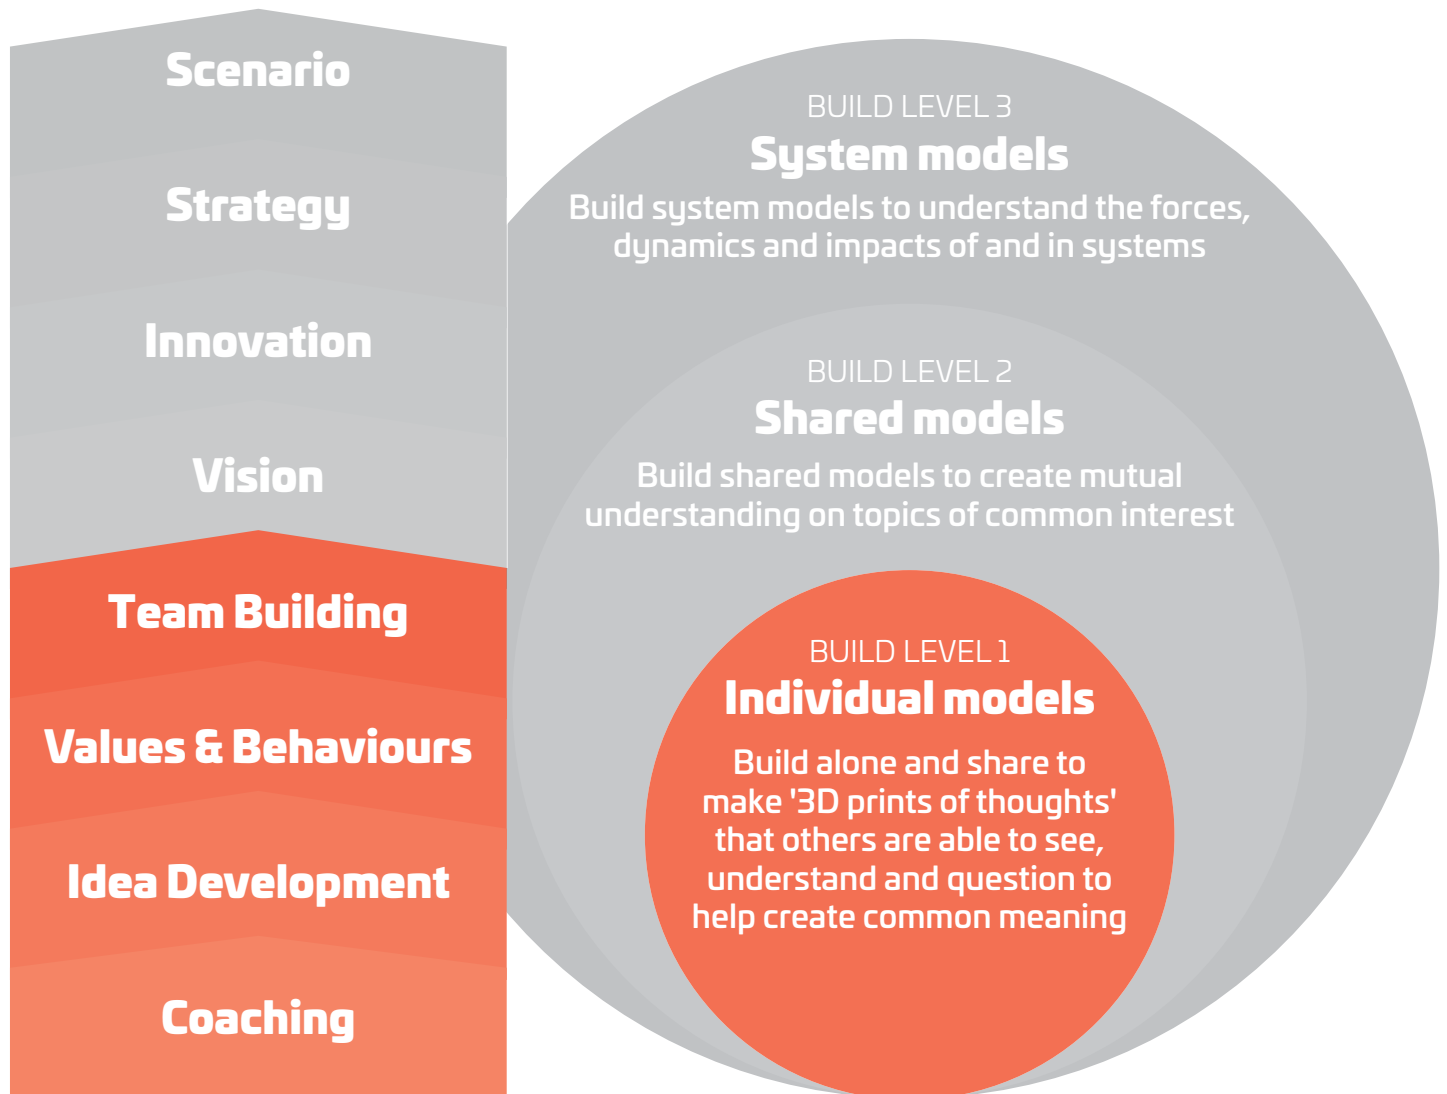 Scenario
Strategy
Innovation
Vision
Team Building
Values & Behaviours
Idea Development
Coaching
BUILD LEVEL 3
System models
Build system models to understand the forces,
dynamics and impacts of and in systems
BUILD LEVEL 2
Shared models
Build shared models to create mutual
understanding on topics of common interest
BUILD LEVEL 1
Individual models
Build alone and share to
make '3D prints of thoughts'
that others are able to see,
understand and question to
help create common meaning